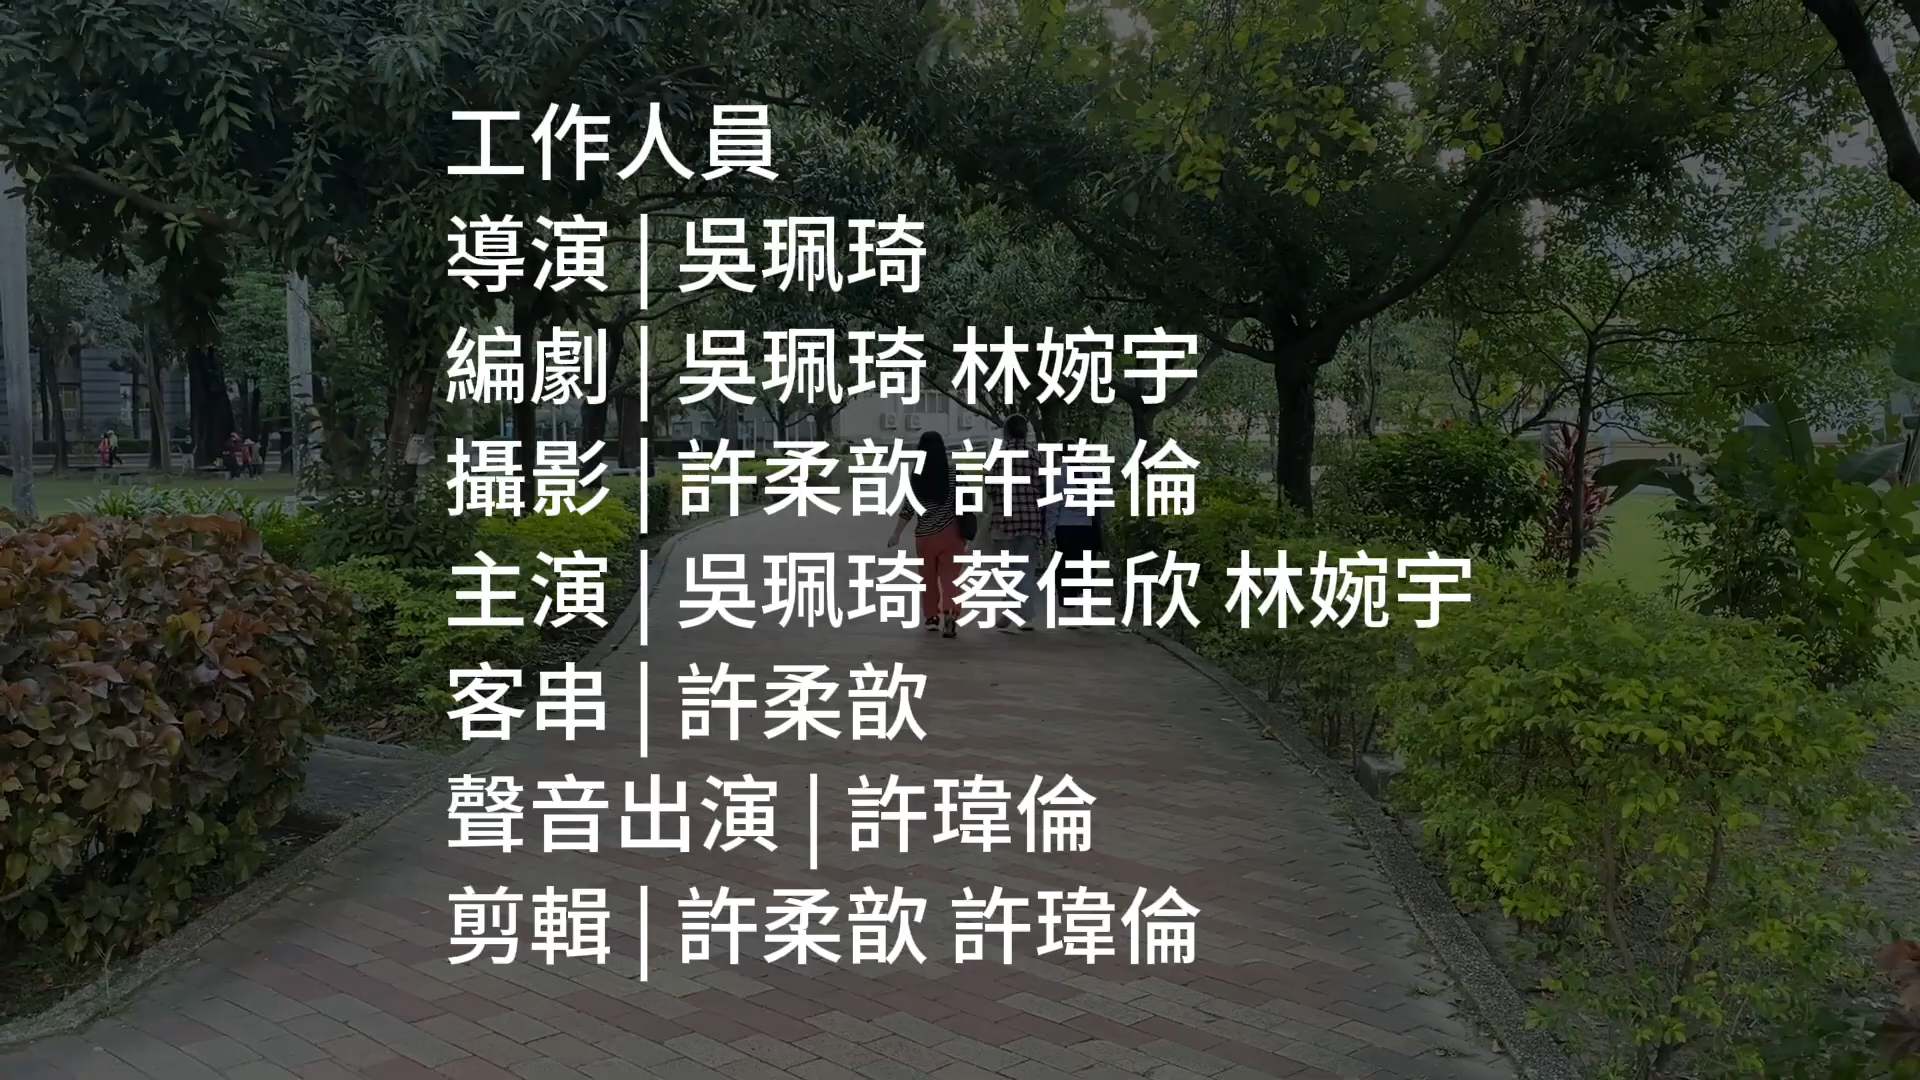 工作人員
導演 | 吳珮琦
編劇 | 吳珮琦 林婉宇
攝影 | 許柔歆 許瑋倫
主演 | 吳珮琦 蔡佳欣 林婉宇
客串 | 許柔歆
聲音出演 | 許瑋倫
剪輯 | 許柔歆 許瑋倫